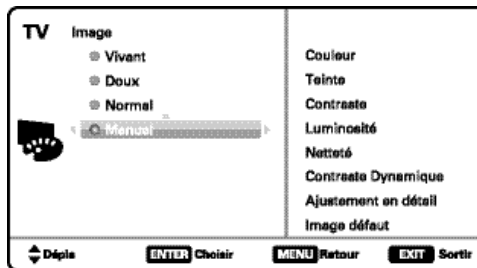 TV
Image
Vivant
Doux
Normal
Manuel
Couleur
Teinte
Contraste
Luminosité
Netteté
Contraste Dynamique
Ajustement en détail
Image défaut
Dépla ENTER Choisir MENU Retour EXIT Sortir